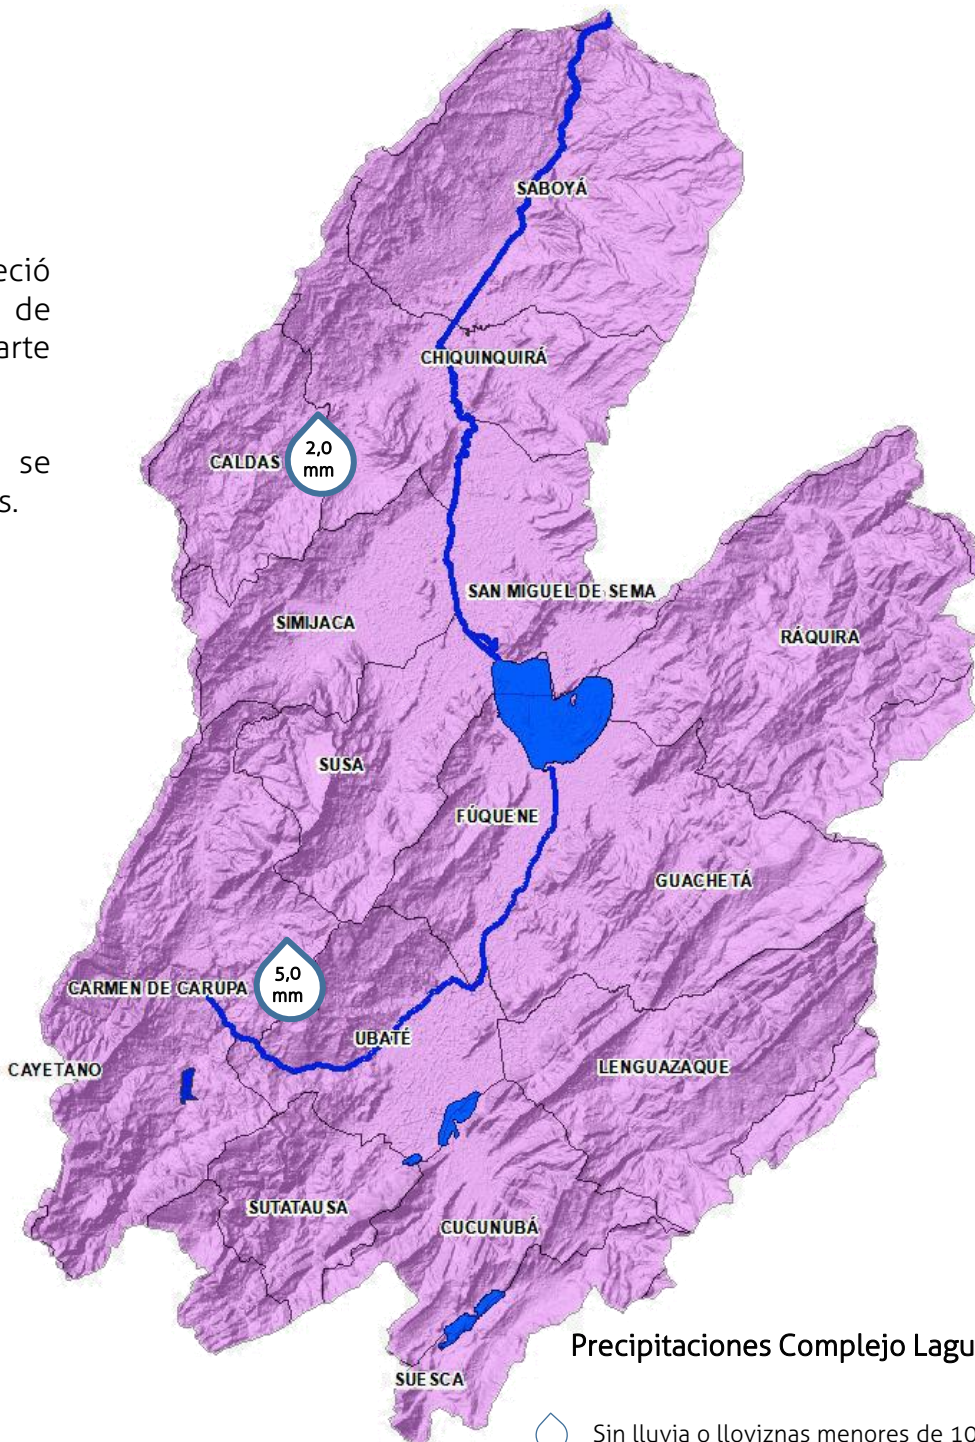 SABOYÁ
eció
de
arte
CHIQUINQUIRÁ
2,0
mm
CALDAS
se
s.
SAN MIGUEL DE SEMA
SIMIJACA
RÁQUIRA
SUSA
FÚQUENE
GUACHETÁ
5,0
mm
CARMEN DE CARUPA
UBATÉ
CAYETANO
LENGUAZAQUE
SUTATAUSA
CUCUNUBÁ
Precipitaciones Complejo Lagu
SUESCA
Sin lluvia o lloviznas menores de 10